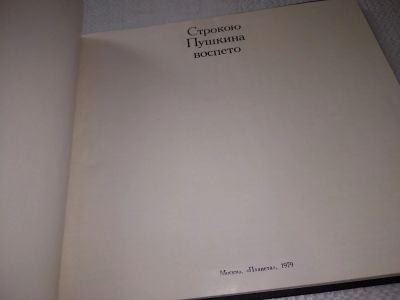 Строкою
Пушкина
воспето
Москва, «Планета», 1979